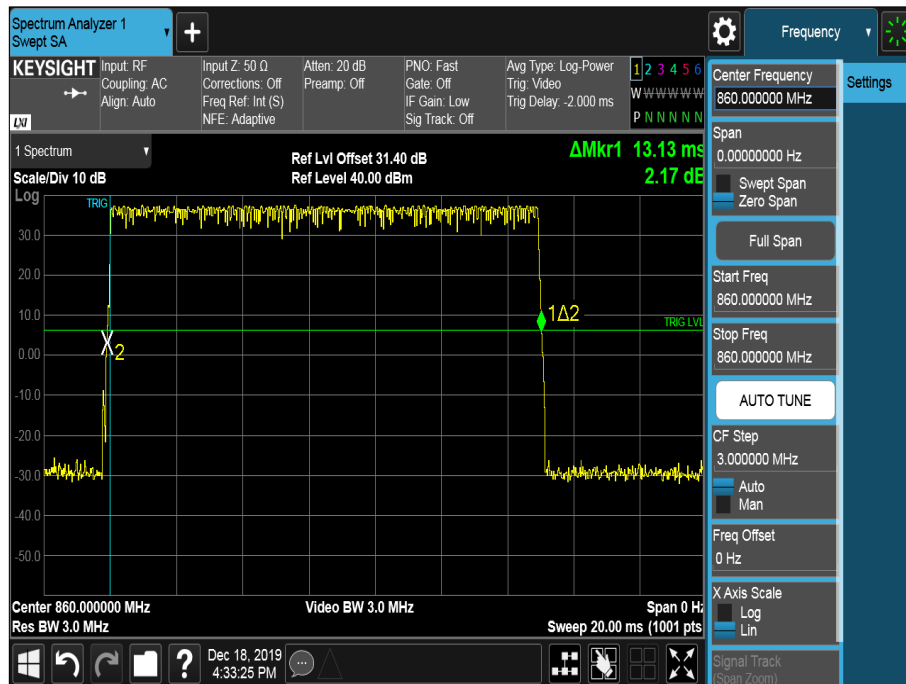 Spectrum Analyzer 1
Swept SA
Frequency
KEYSIGHT
LXI
Input: RF
Coupling: AC
Align: Auto
Input Z: 50 Ω
Corrections: Off
Freq Ref: Int (S)
NFE: Adaptive
Atten: 20 dB
Preamp: Off
PNO: Fast
Gate: Off
IF Gain: Low
Sig Track: Off
Avg Type: Log-Power
Trig: Video
Trig Delay: -2.000 ms
1 2 3 4 5 6
W W W W W W
P N N N N N
1 Spectrum
Scale/Div 10 dB
Ref Lvl Offset 31.40 dB
Ref Level 40.00 dBm
ΔMkr1 13.13 ms
2.17 dB
Log
TRIG
30.0
20.0
10.0
0.00
-10.0
-20.0
-30.0
-40.0
-50.0
1Δ2
TRIG LVL
2
Center 860.000000 MHz
Res BW 3.0 MHz
Video BW 3.0 MHz
Span 0 Hz
Sweep 20.00 ms (1001 pts
Dec 18, 2019
4:33:25 PM
?
Center Frequency
860.000000 MHz
Settings
Span
0.00000000 Hz
Swept Span
Zero Span
Full Span
Start Freq
860.000000 MHz
Stop Freq
860.000000 MHz
AUTO TUNE
CF Step
3.000000 MHz
Auto
Man
Freq Offset
0 Hz
X Axis Scale
Log
Lin
Signal Track
(Span Zoom)